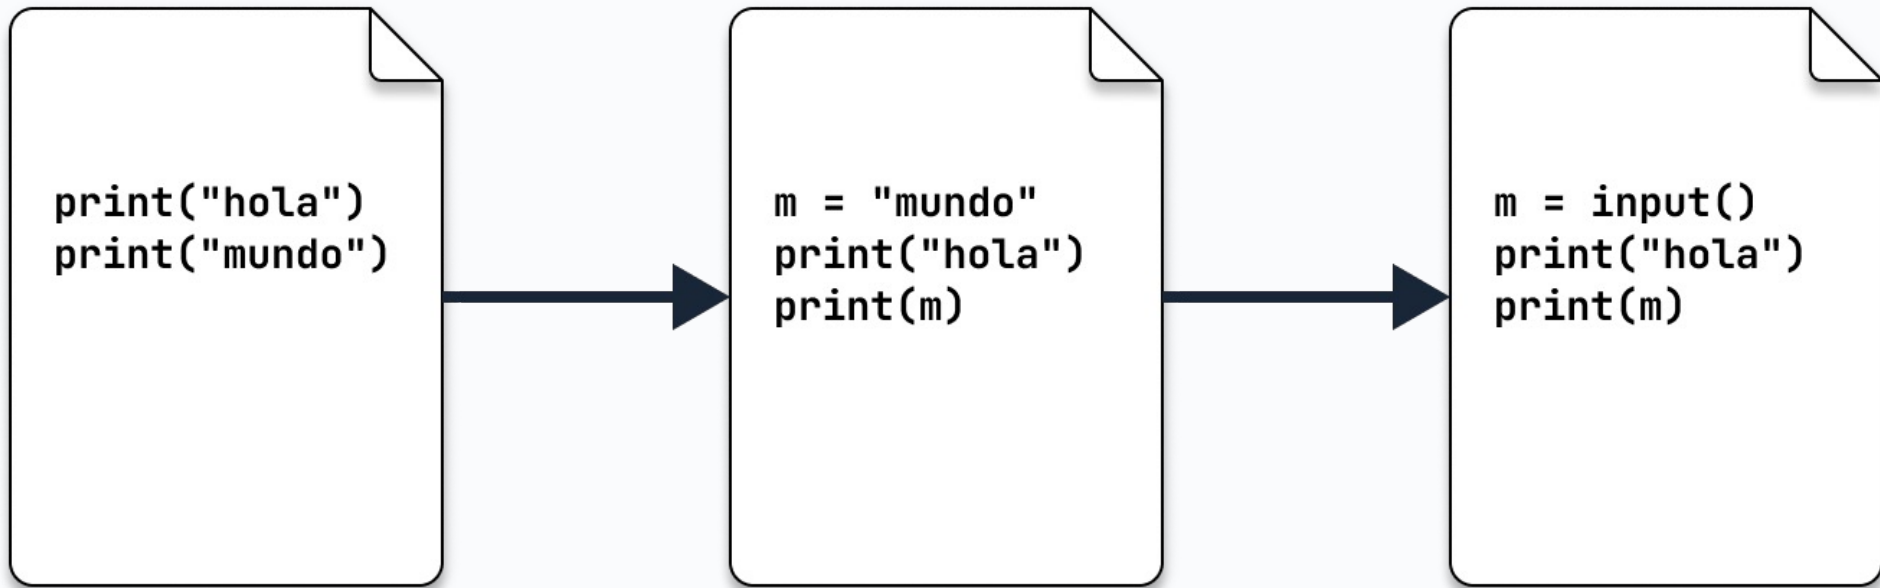 print("hola")
print("mundo")
m = "mundo"
print("hola")
print(m)
m = input()
print("hola")
print(m)